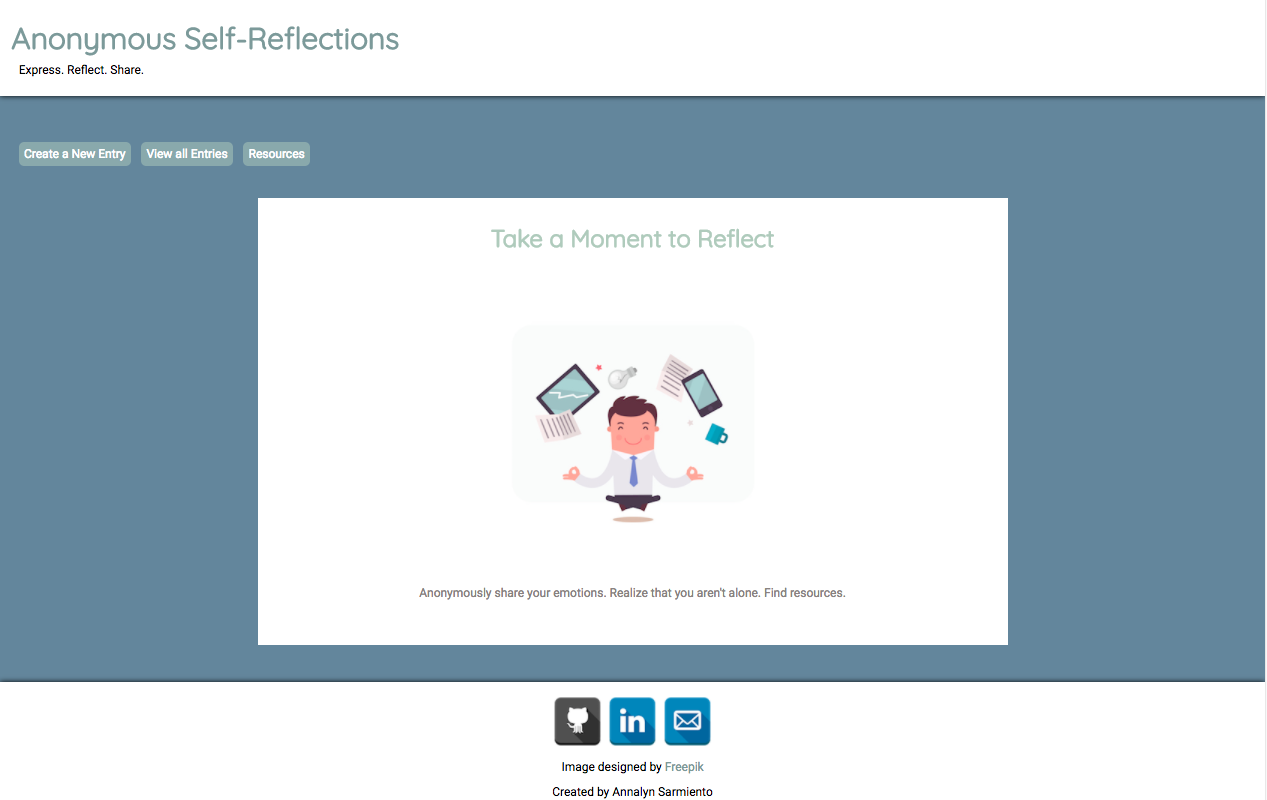 Anonymous Self-Reflections
Express. Reflect. Share.
Create a New Entry View all Entries Resources
Take a Moment to Reflect
Anonymously share your emotions. Realize that you aren't alone. Find resources.
in
Image designed by Freepik
Created by Annalyn Sarmiento